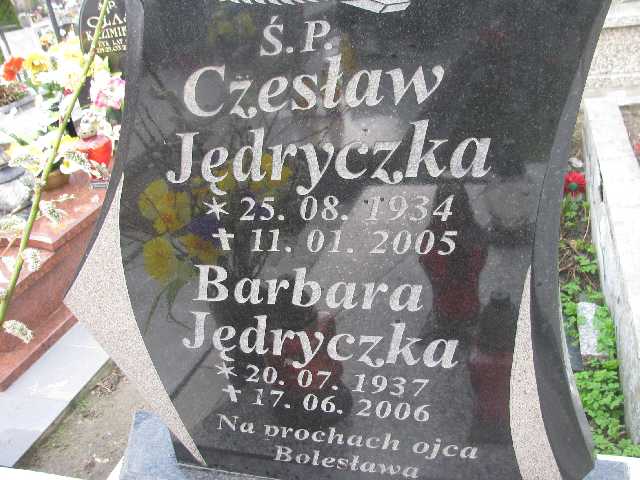 Ś.P.
Czesław
Jędryczka
* 25. 08. 1934
✝ 11. 01. 2005
Barbara
Jędryczka
* 20. 07. 1937
✝ 17. 06. 2006
Na prochach ojca
Bolesława